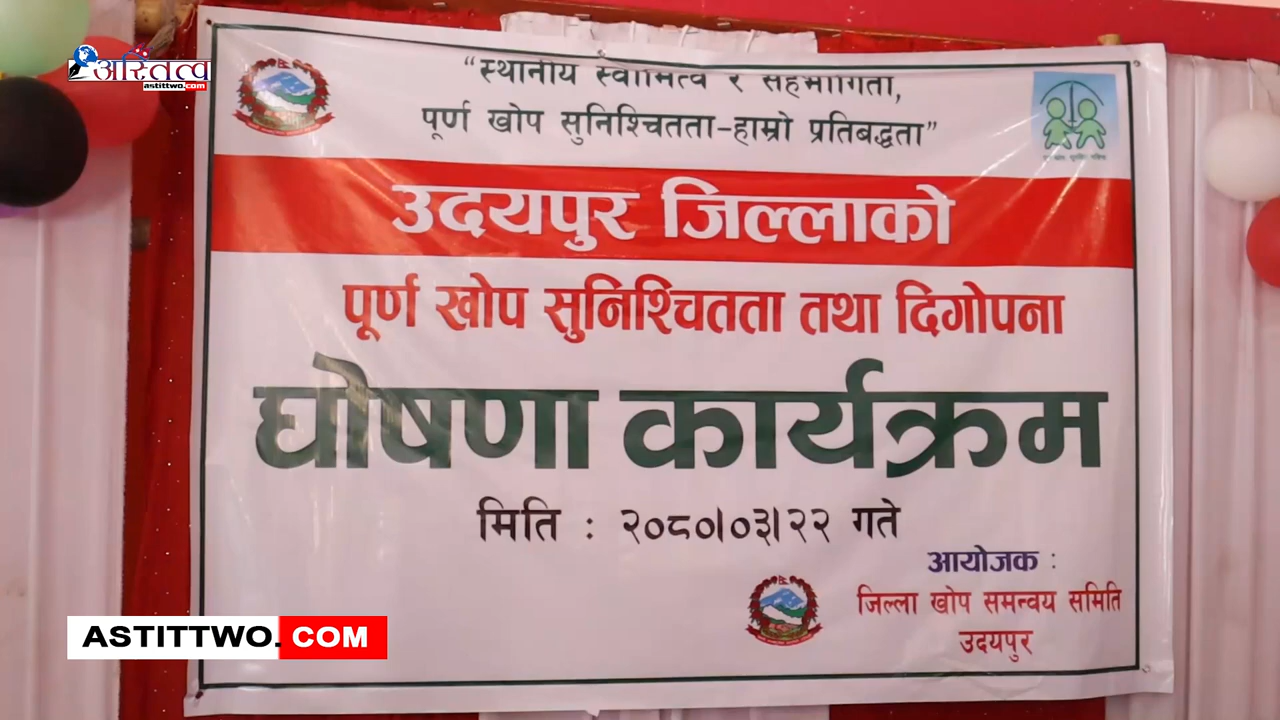 अस्तित्व
astittwo.com
“स्थानीय स्वामित्व र सहभागिता,
पूर्ण खोप सुनिश्चितता-हाम्रो प्रतिबद्धता”
उदयपुर जिल्लाको
पूर्ण खोप सुनिश्चितता तथा दिगोपना
घोषणा कार्यक्रम
मिति : २०८०।०३।२२ गते
आयोजक :
जिल्ला खोप समन्वय समिति
उदयपुर
ASTITTWO. COM